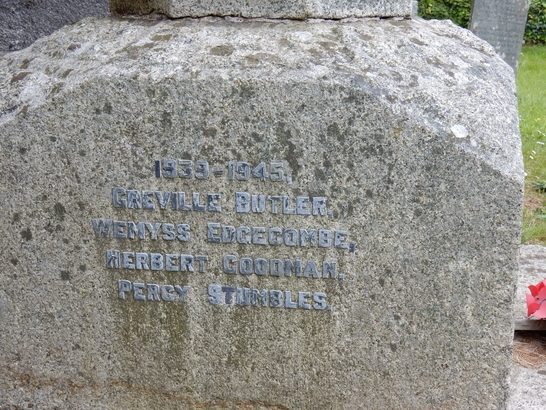 1939-1945,
GREVILLE BUTLER,
WEMYSS EDGECOMBE,
HERBERT GOODMAN,
PERCY STUMBLES.